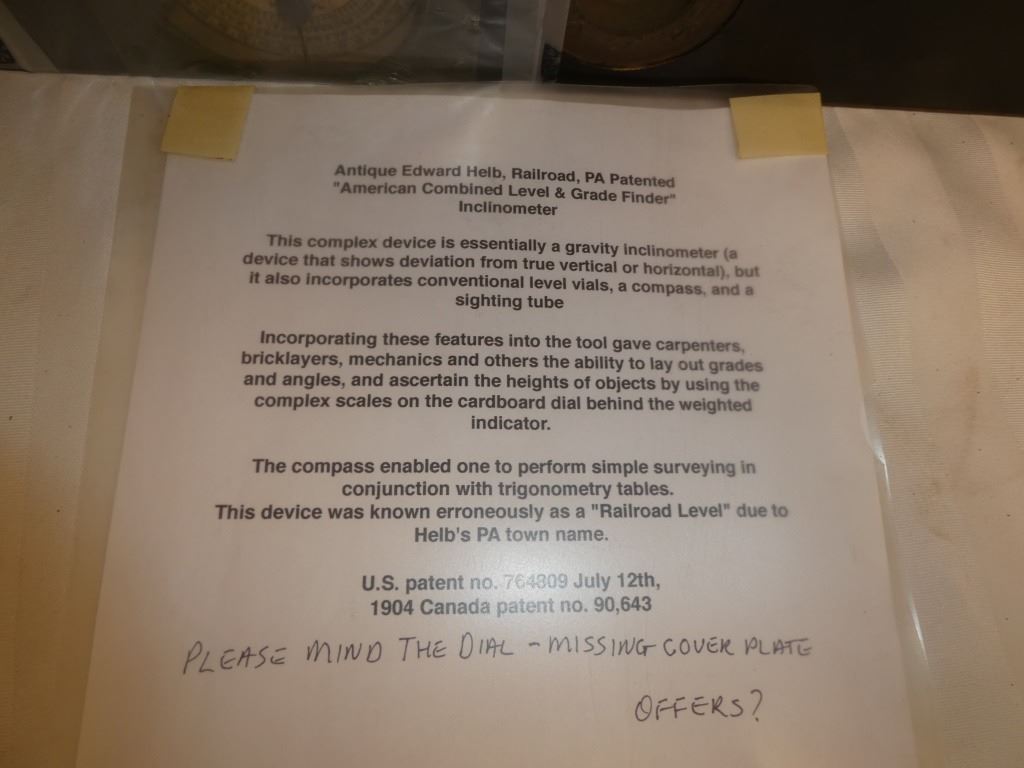 Antique Edward Helb, Railroad, PA Patented
"American Combined Level & Grade Finder"
Inclinometer
This complex device is essentially a gravity inclinometer (a
device that shows deviation from true vertical or horizontal), but
it also incorporates conventional level vials, a compass, and a
sighting tube
Incorporating these features into the tool gave carpenters,
bricklayers, mechanics and others the ability to lay out grades
and angles, and ascertain the heights of objects by using the
complex scales on the cardboard dial behind the weighted
indicator.
The compass enabled one to perform simple surveying in
conjunction with trigonometry tables.
This device was known erroneously as a "Railroad Level" due to
Helb's PA town name.
U.S. patent no. 764809 July 12th,
1904 Canada patent no. 90,643
PLEASE MIND THE DIAL - MISSING COVER PLATE
OFFERS?